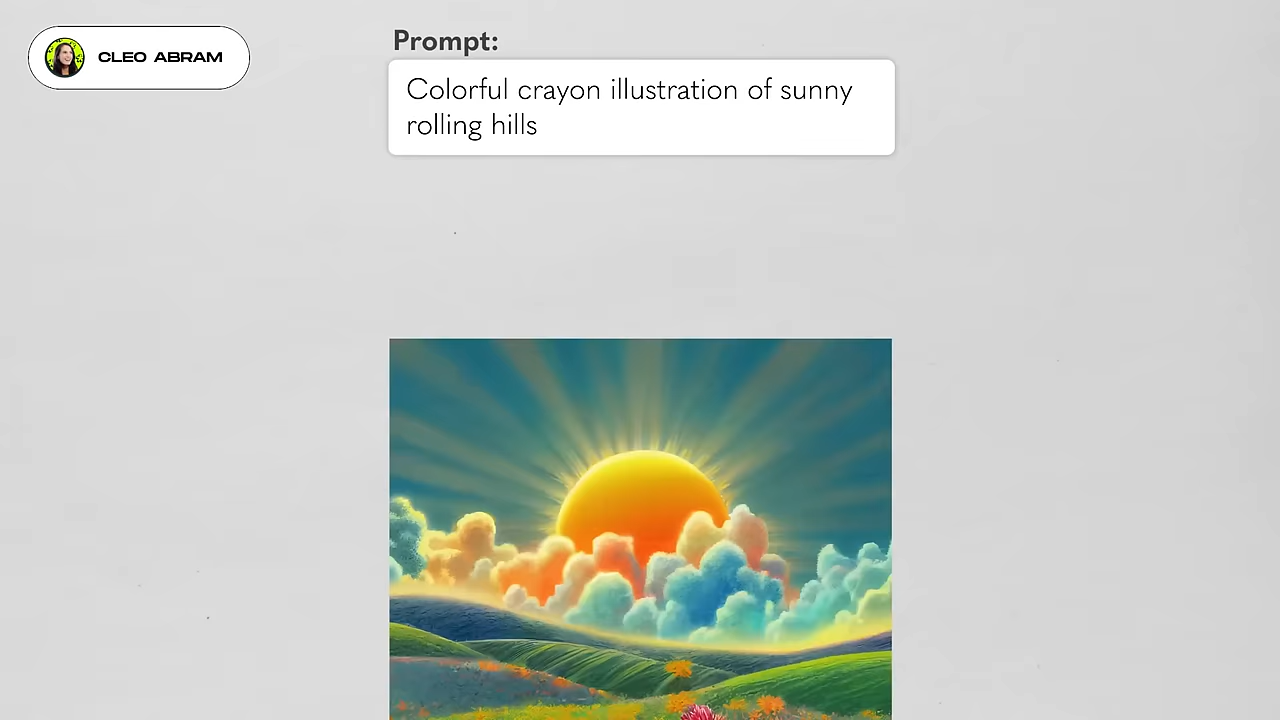 CLEO ABRAM
Prompt:
Colorful crayon illustration of sunny
rolling hills